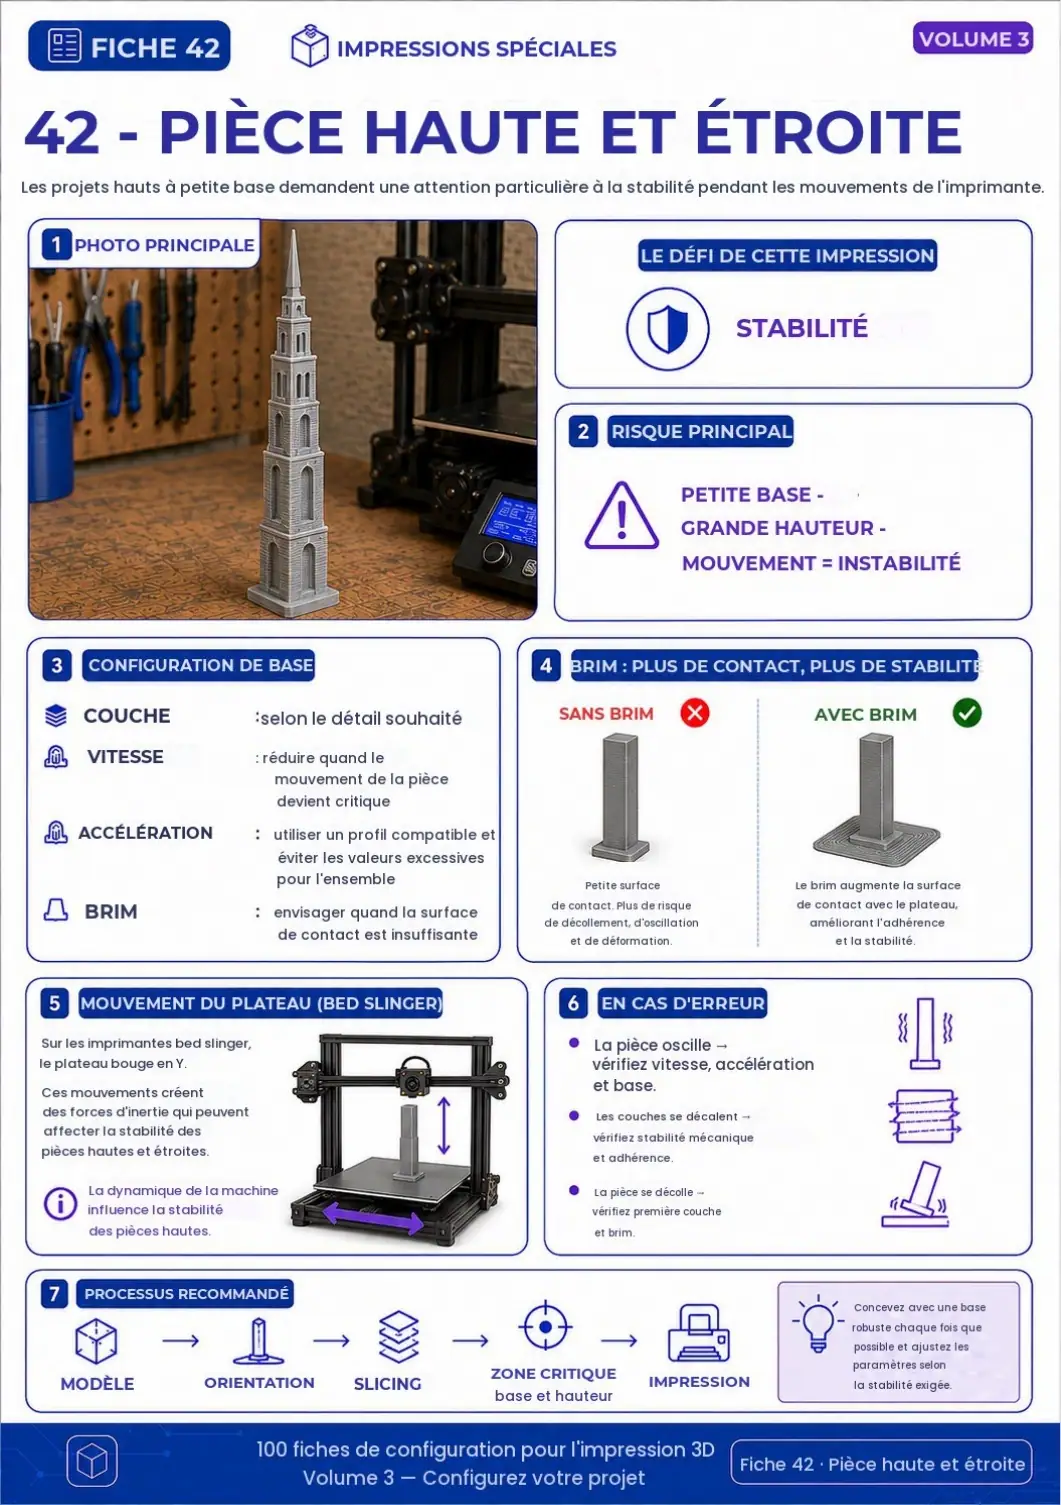 FICHE 42
IMPRESSIONS SPÉCIALES
VOLUME 3
42 - PIÈCE HAUTE ET ÉTROITE
Les projets hauts à petite base demandent une attention particulière à la stabilité pendant les mouvements de l'imprimante.
1 PHOTO PRINCIPALE
LE DÉFI DE CETTE IMPRESSION
STABILITÉ
2 RISQUE PRINCIPAL
PETITE BASE -
GRANDE HAUTEUR -
MOUVEMENT = INSTABILITÉ
3 CONFIGURATION DE BASE
COUCHE :selon le détail souhaité
VITESSE : réduire quand le
mouvement de la pièce
devient critique
ACCÉLÉRATION : utiliser un profil compatible et
éviter les valeurs excessives
pour l'ensemble
BRIM : envisager quand la surface
de contact est insuffisante
4 BRIM : PLUS DE CONTACT, PLUS DE STABILITÉ
SANS BRIM
Petite surface
de contact. Plus de risque
de décollement, d'oscillation
et de déformation.
AVEC BRIM
Le brim augmente la surface
de contact avec le plateau,
améliorant l'adhérence
et la stabilité.
5 MOUVEMENT DU PLATEAU (BED SLINGER)
Sur les imprimantes bed slinger,
le plateau bouge en Y.
Ces mouvements créent
des forces d'inertie qui peuvent
affecter la stabilité des
pièces hautes et étroites.
La dynamique de la machine
influence la stabilité
des pièces hautes.
6 EN CAS D'ERREUR
La pièce oscille →
vérifiez vitesse, accélération
et base.
Les couches se décalent →
vérifiez stabilité mécanique
et adhérence.
La pièce se décolle →
vérifiez première couche
et brim.
7 PROCESSUS RECOMMANDÉ
MODÈLE
ORIENTATION
SLICING
ZONE CRITIQUE
base et hauteur
IMPRESSION
Concevez avec une base
robuste chaque fois que
possible et ajustez les
paramètres selon
la stabilité exigée.
100 fiches de configuration pour l'impression 3D
Volume 3 — Configurez votre projet
Fiche 42 · Pièce haute et étroite